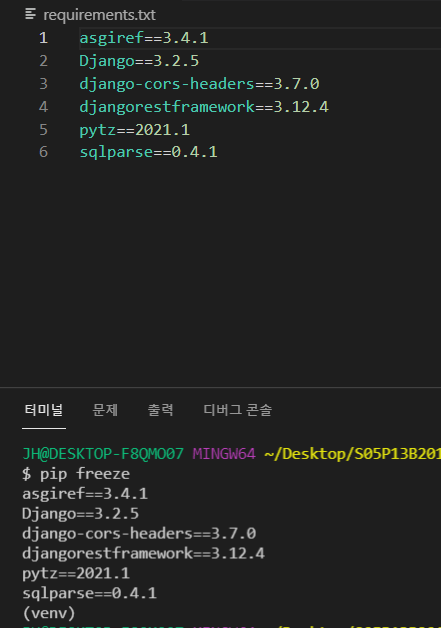 requirements.txt
1 asgiref==3.4.1
2 Django==3.2.5
3 django-cors-headers==3.7.0
4 djangorestframework==3.12.4
5 pytz==2021.1
6 sqlparse==0.4.1
터미널 문제 출력 디버그 콘솔
JH@DESKTOP-F8QMO07 MINGW64 ~/Desktop/S05P13B201
$ pip freeze
asgiref==3.4.1
Django==3.2.5
django-cors-headers==3.7.0
djangorestframework==3.12.4
pytz==2021.1
sqlparse==0.4.1
(venv)